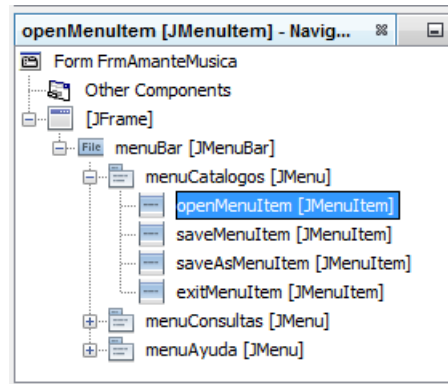 openMenuItem [JMenuItem] - Navig...
Form FrmAmanteMusica
Other Components
[JFrame]
File menuBar [JMenuBar]
menuCatalogos [JMenu]
openMenuItem [JMenuItem]
saveMenuItem [JMenuItem]
saveAsMenuItem [JMenuItem]
exitMenuItem [JMenuItem]
menuConsultas [JMenu]
menuAyuda [JMenu]